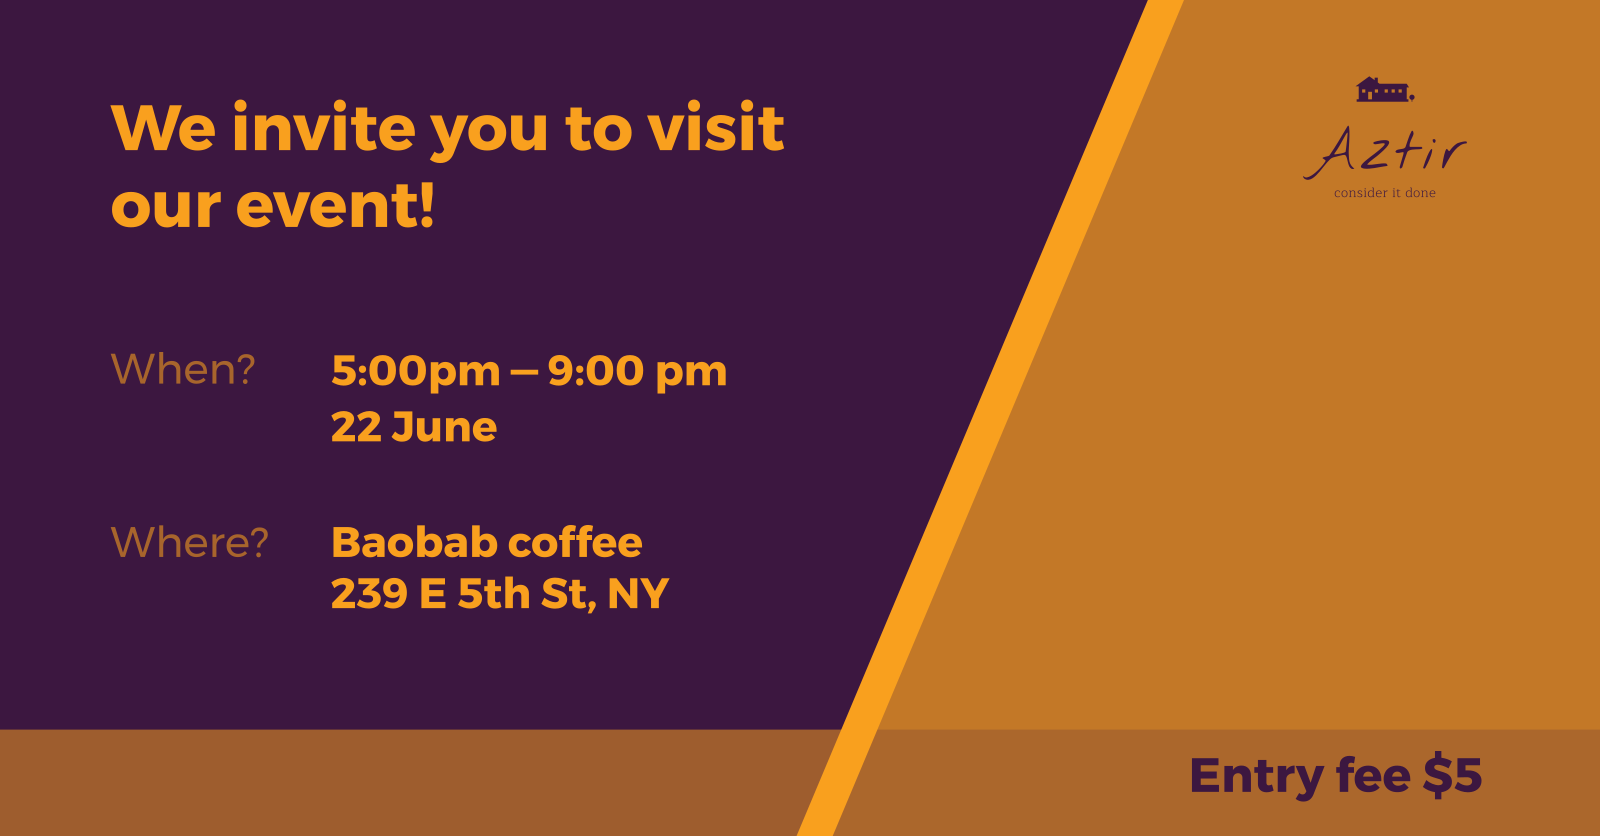 We invite you to visit
our event!
When?
5:00pm – 9:00 pm
22 June
Where?
Baobab coffee
239 E 5th St, NY
Aztir
consider it done
Entry fee $5